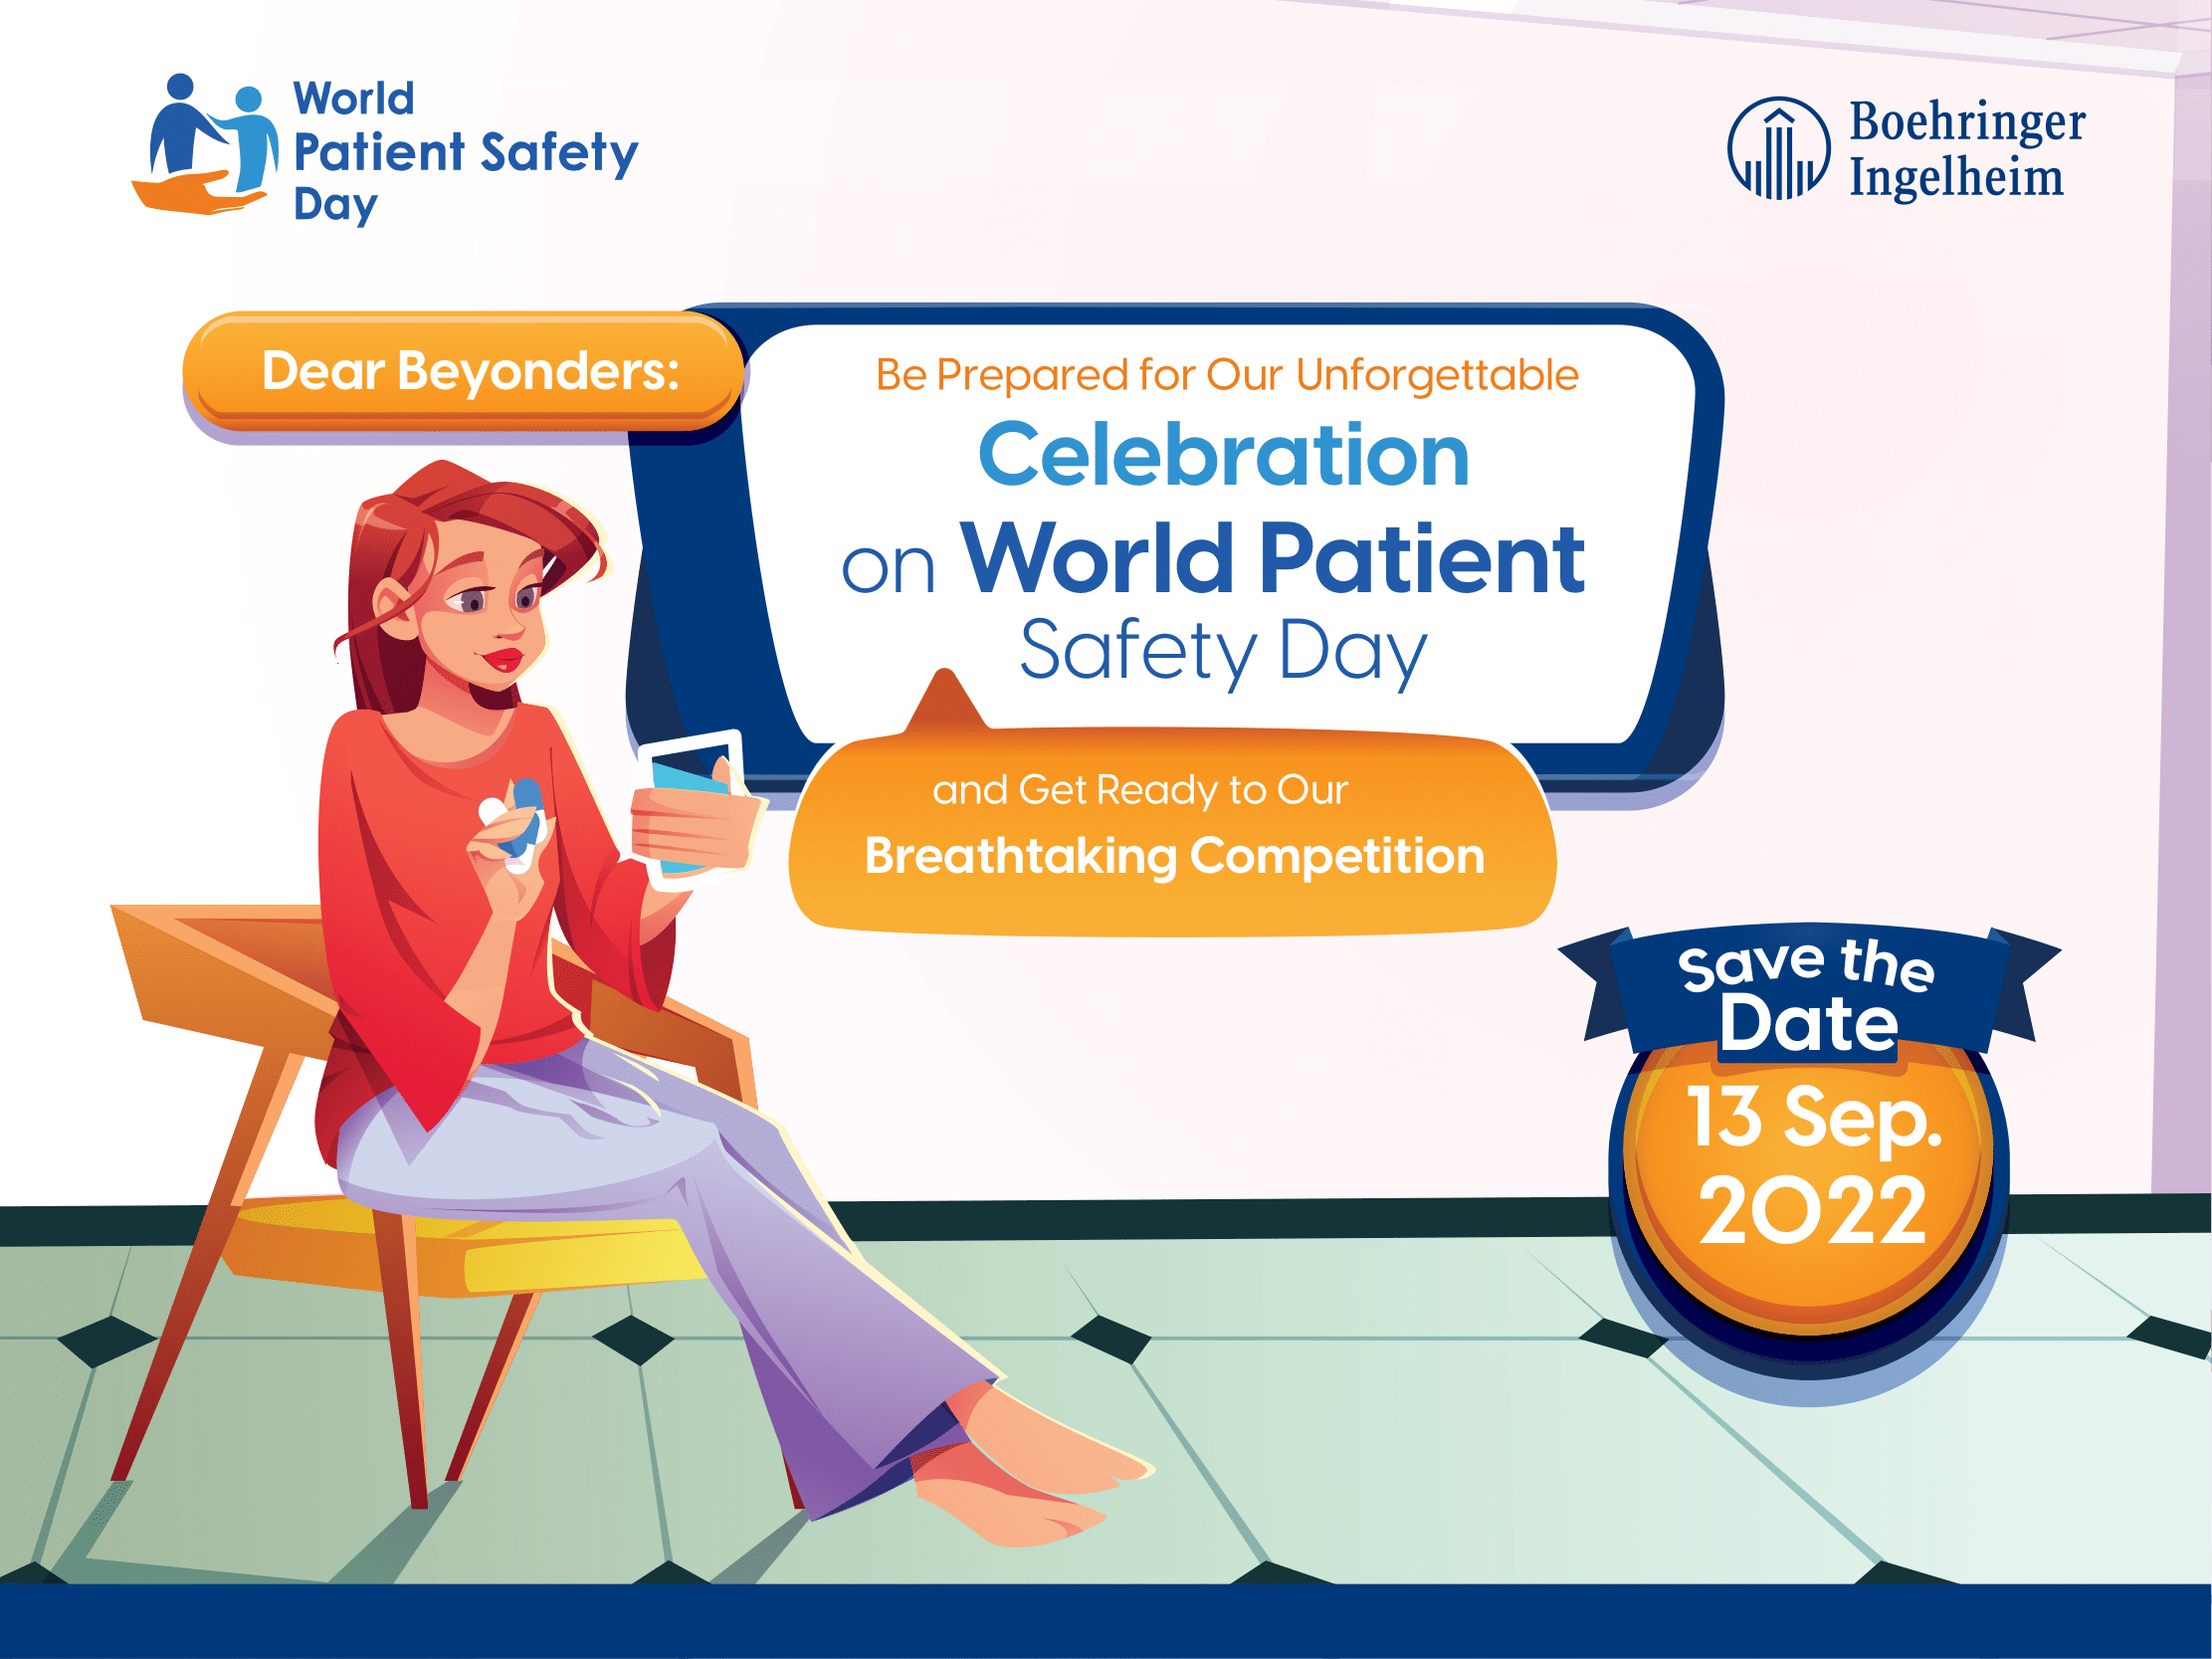 World
Patient Safety
Day
Boehringer
Ingelheim
Dear Beyonders:
Be Prepared for Our Unforgettable
Celebration
on World Patient
Safety Day
and Get Ready to Our
Breathtaking Competition
Save the
Date
13 Sep.
2022